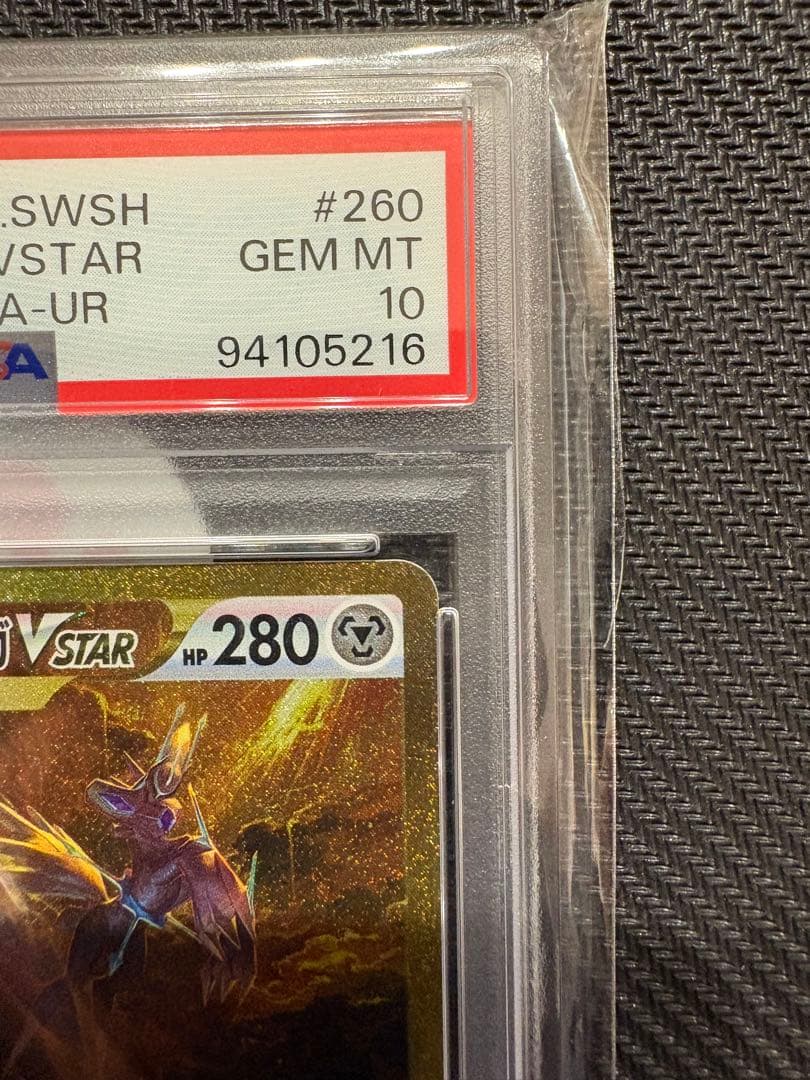 .SWSH #260
VSTAR GEM MT
A-UR 10
94105216
VSTAR HP 280